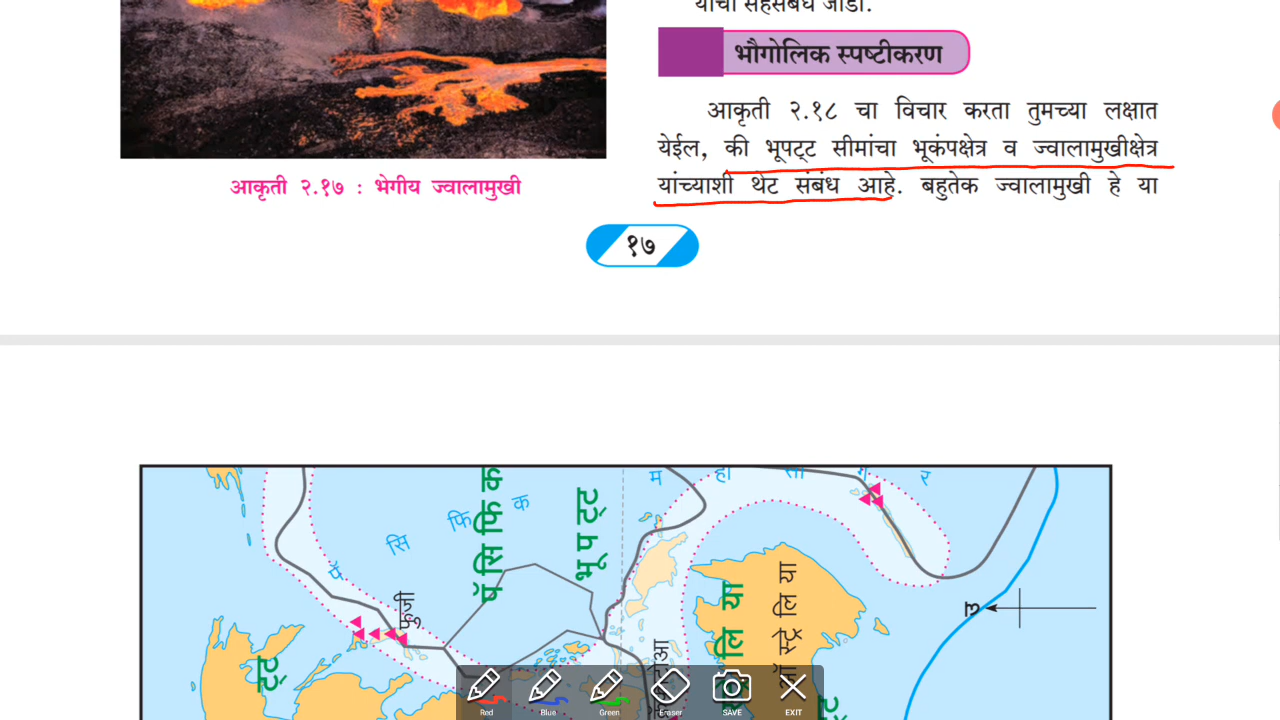 यांचा सहसंबंध जोडा.
भौगोलिक स्पष्टीकरण
आकृती २.१८ चा विचार करता तुमच्या लक्षात
येईल, की भूपट्ट सीमांचा भूकंपक्षेत्र व ज्वालामुखीक्षेत्र
यांच्याशी थेट संबंध आहे. बहुतेक ज्वालामुखी हे या
आकृती २.१७ : भेगीय ज्वालामुखी
१७
पॅसिफिक
भूपट्ट
पॅ सि फि क
म हा सा ग र
फूजी
ऑस्ट्रेलिया
उ
Red
Blue
Green
Eraser
SAVE
EXIT